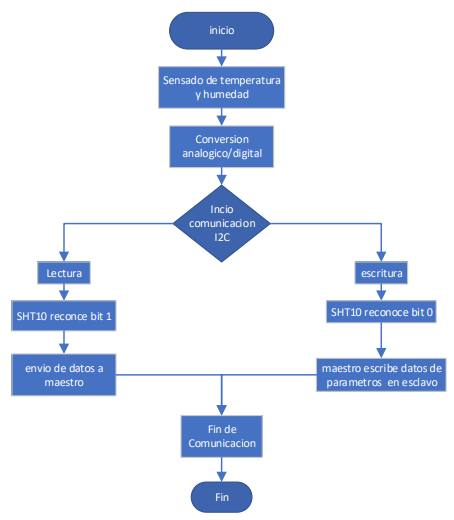 inicio
Sensado de temperatura
y humedad
Conversion
analogico/digital
Incio
comunicacion
I2C
Lectura
escritura
SHT10 reconce bit 1
SHT10 reconoce bit 0
envio de datos a
maestro
maestro escribe datos de
parametros en esclavo
Fin de
Comunicacion
Fin